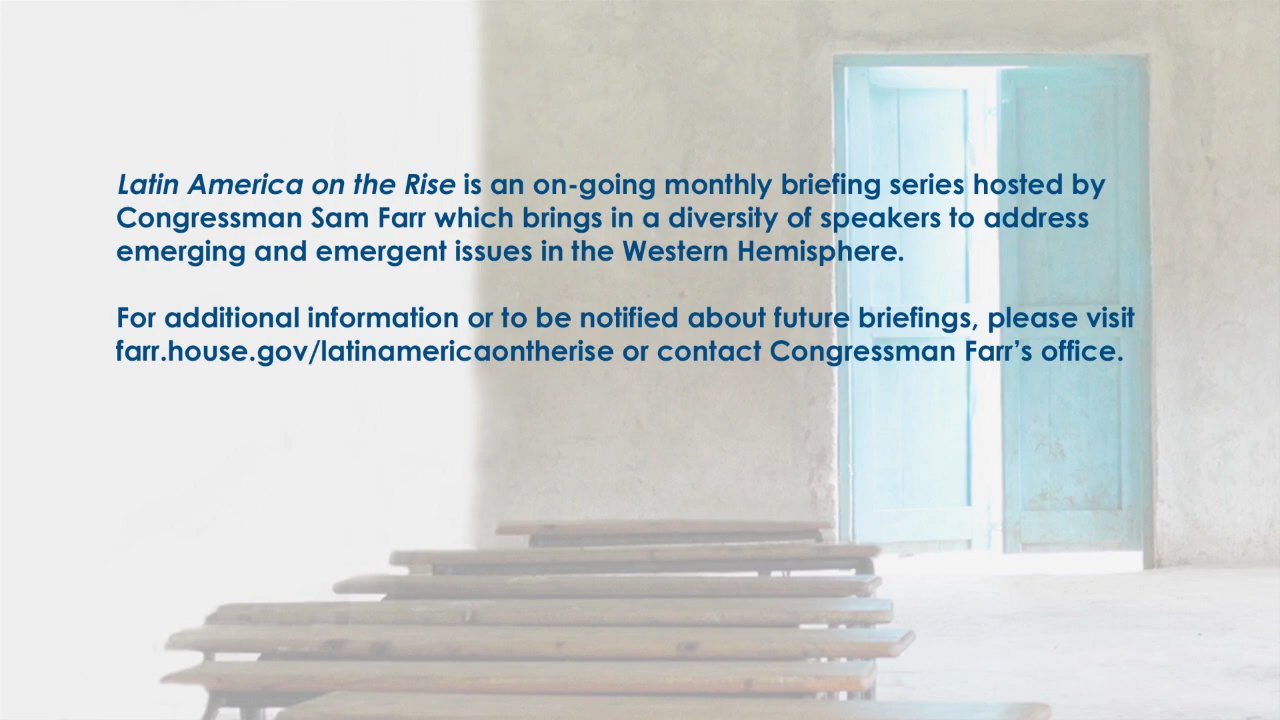 Latin America on the Rise is an on-going monthly briefing series hosted by
Congressman Sam Farr which brings in a diversity of speakers to address
emerging and emergent issues in the Western Hemisphere.
For additional information or to be notified about future briefings, please visit
farr.house.gov/latinamericaontherise or contact Congressman Farr’s office.